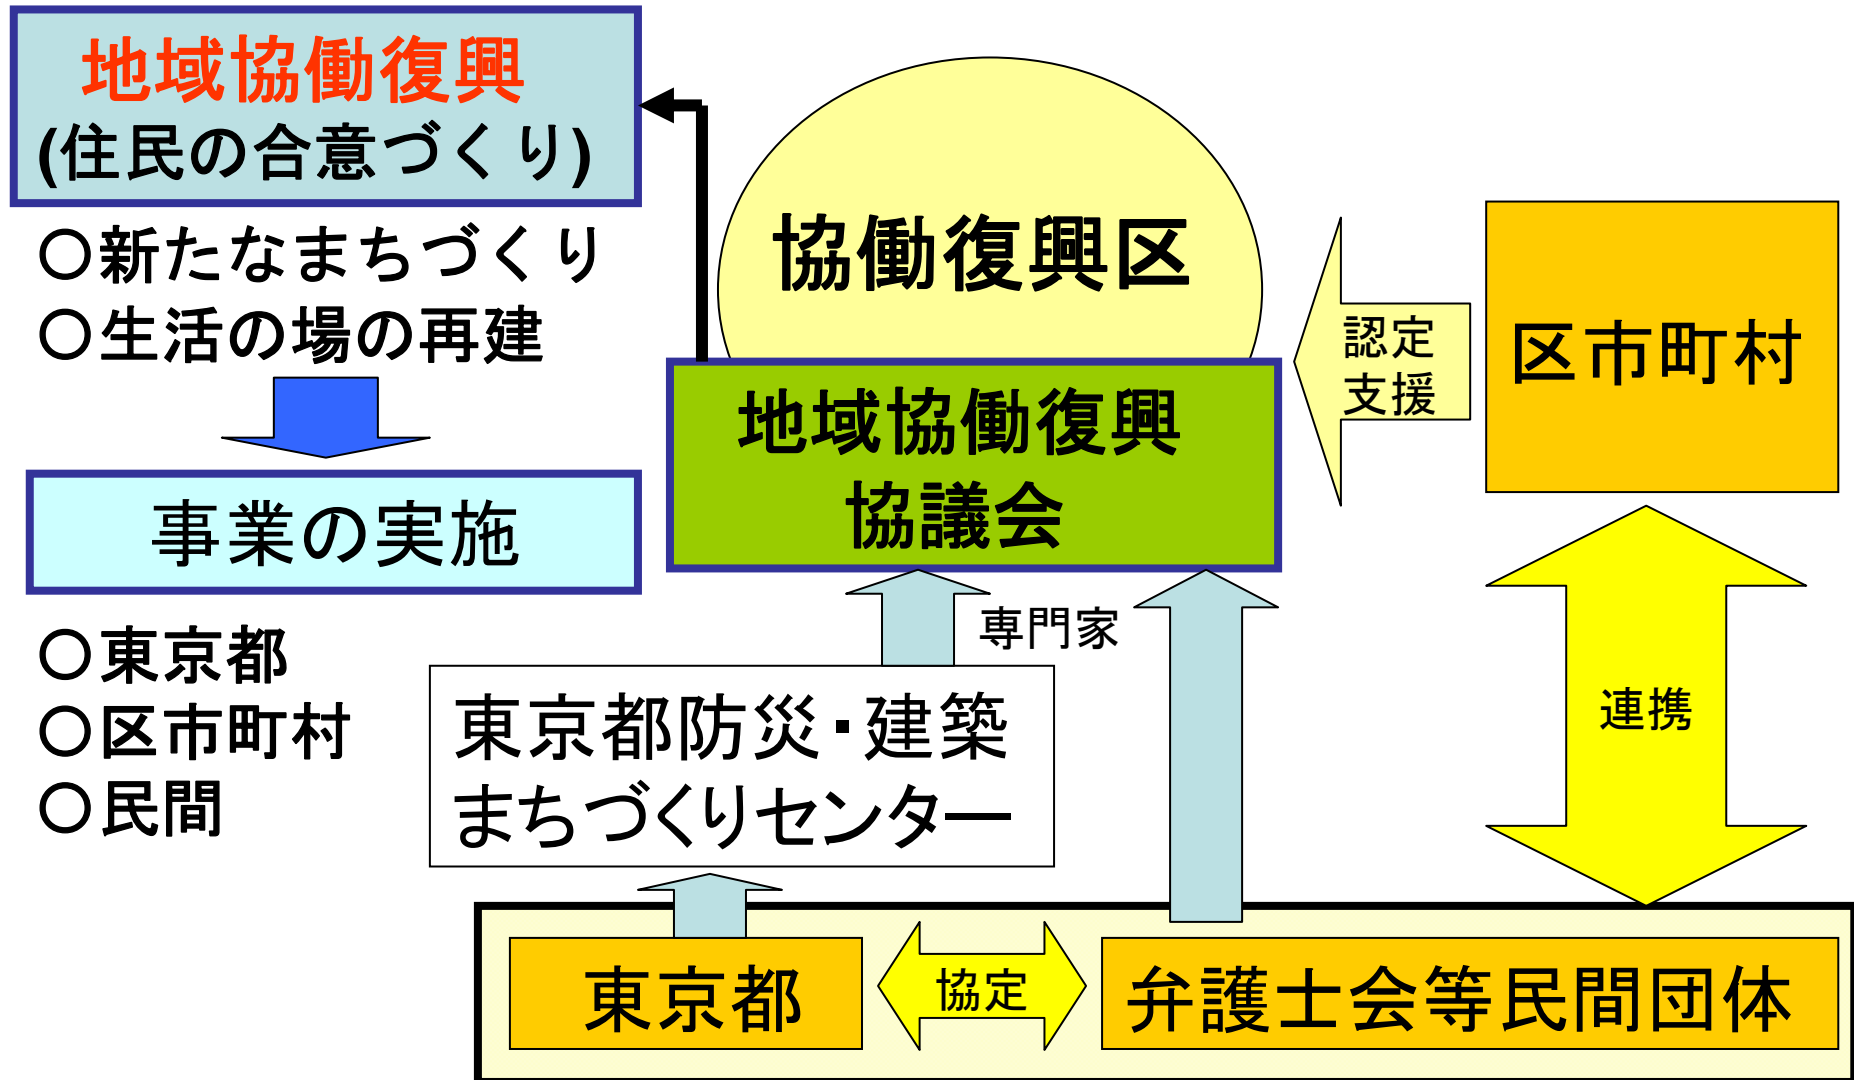 地域協働復興
(住民の合意づくり)
○新たなまちづくり
○生活の場の再建
事業の実施
○東京都
○区市町村
○民間
協働復興区
地域協働復興
協議会
認定
支援
区市町村
専門家
東京都防災・建築
まちづくりセンター
連携
東京都
協定
弁護士会等民間団体